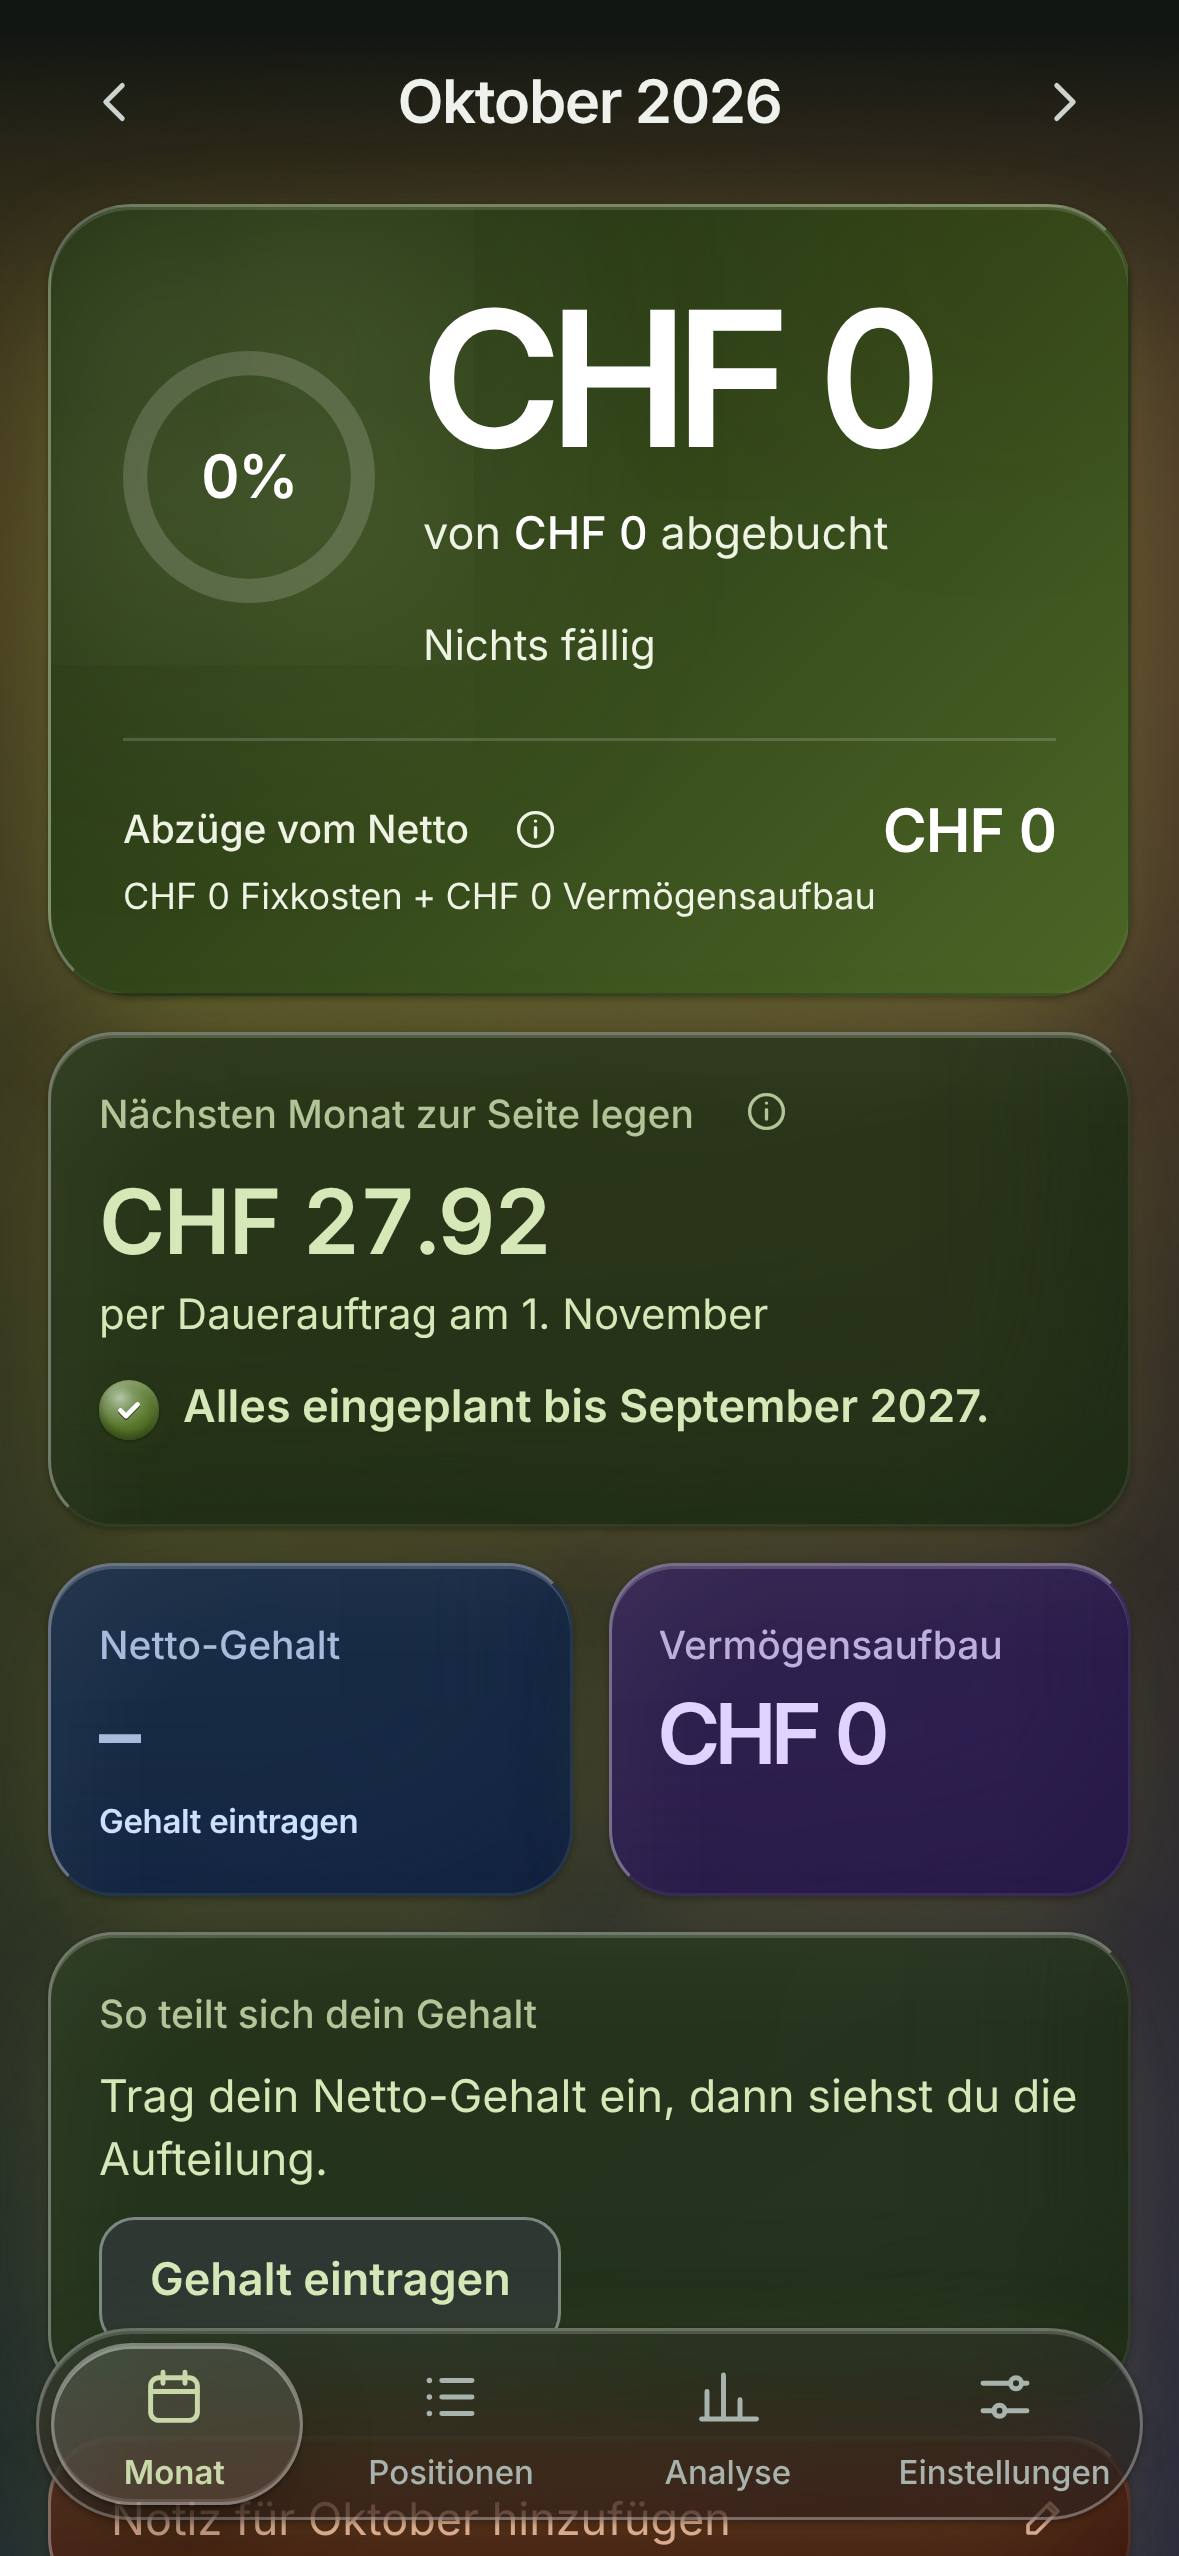 Oktober 2026
CHF 0
0%
von CHF 0 abgebucht
Nichts fällig
Abzüge vom Netto
CHF 0
CHF 0 Fixkosten + CHF 0 Vermögensaufbau
Nächsten Monat zur Seite legen
CHF 27.92
per Dauerauftrag am 1. November
Alles eingeplant bis September 2027.
Netto-Gehalt
–
Gehalt eintragen
Vermögensaufbau
CHF 0
So teilt sich dein Gehalt
Trag dein Netto-Gehalt ein, dann siehst du die
Aufteilung.
Gehalt eintragen
Monat
Positionen
Analyse
Einstellungen
Notiz für Oktober hinzufügen